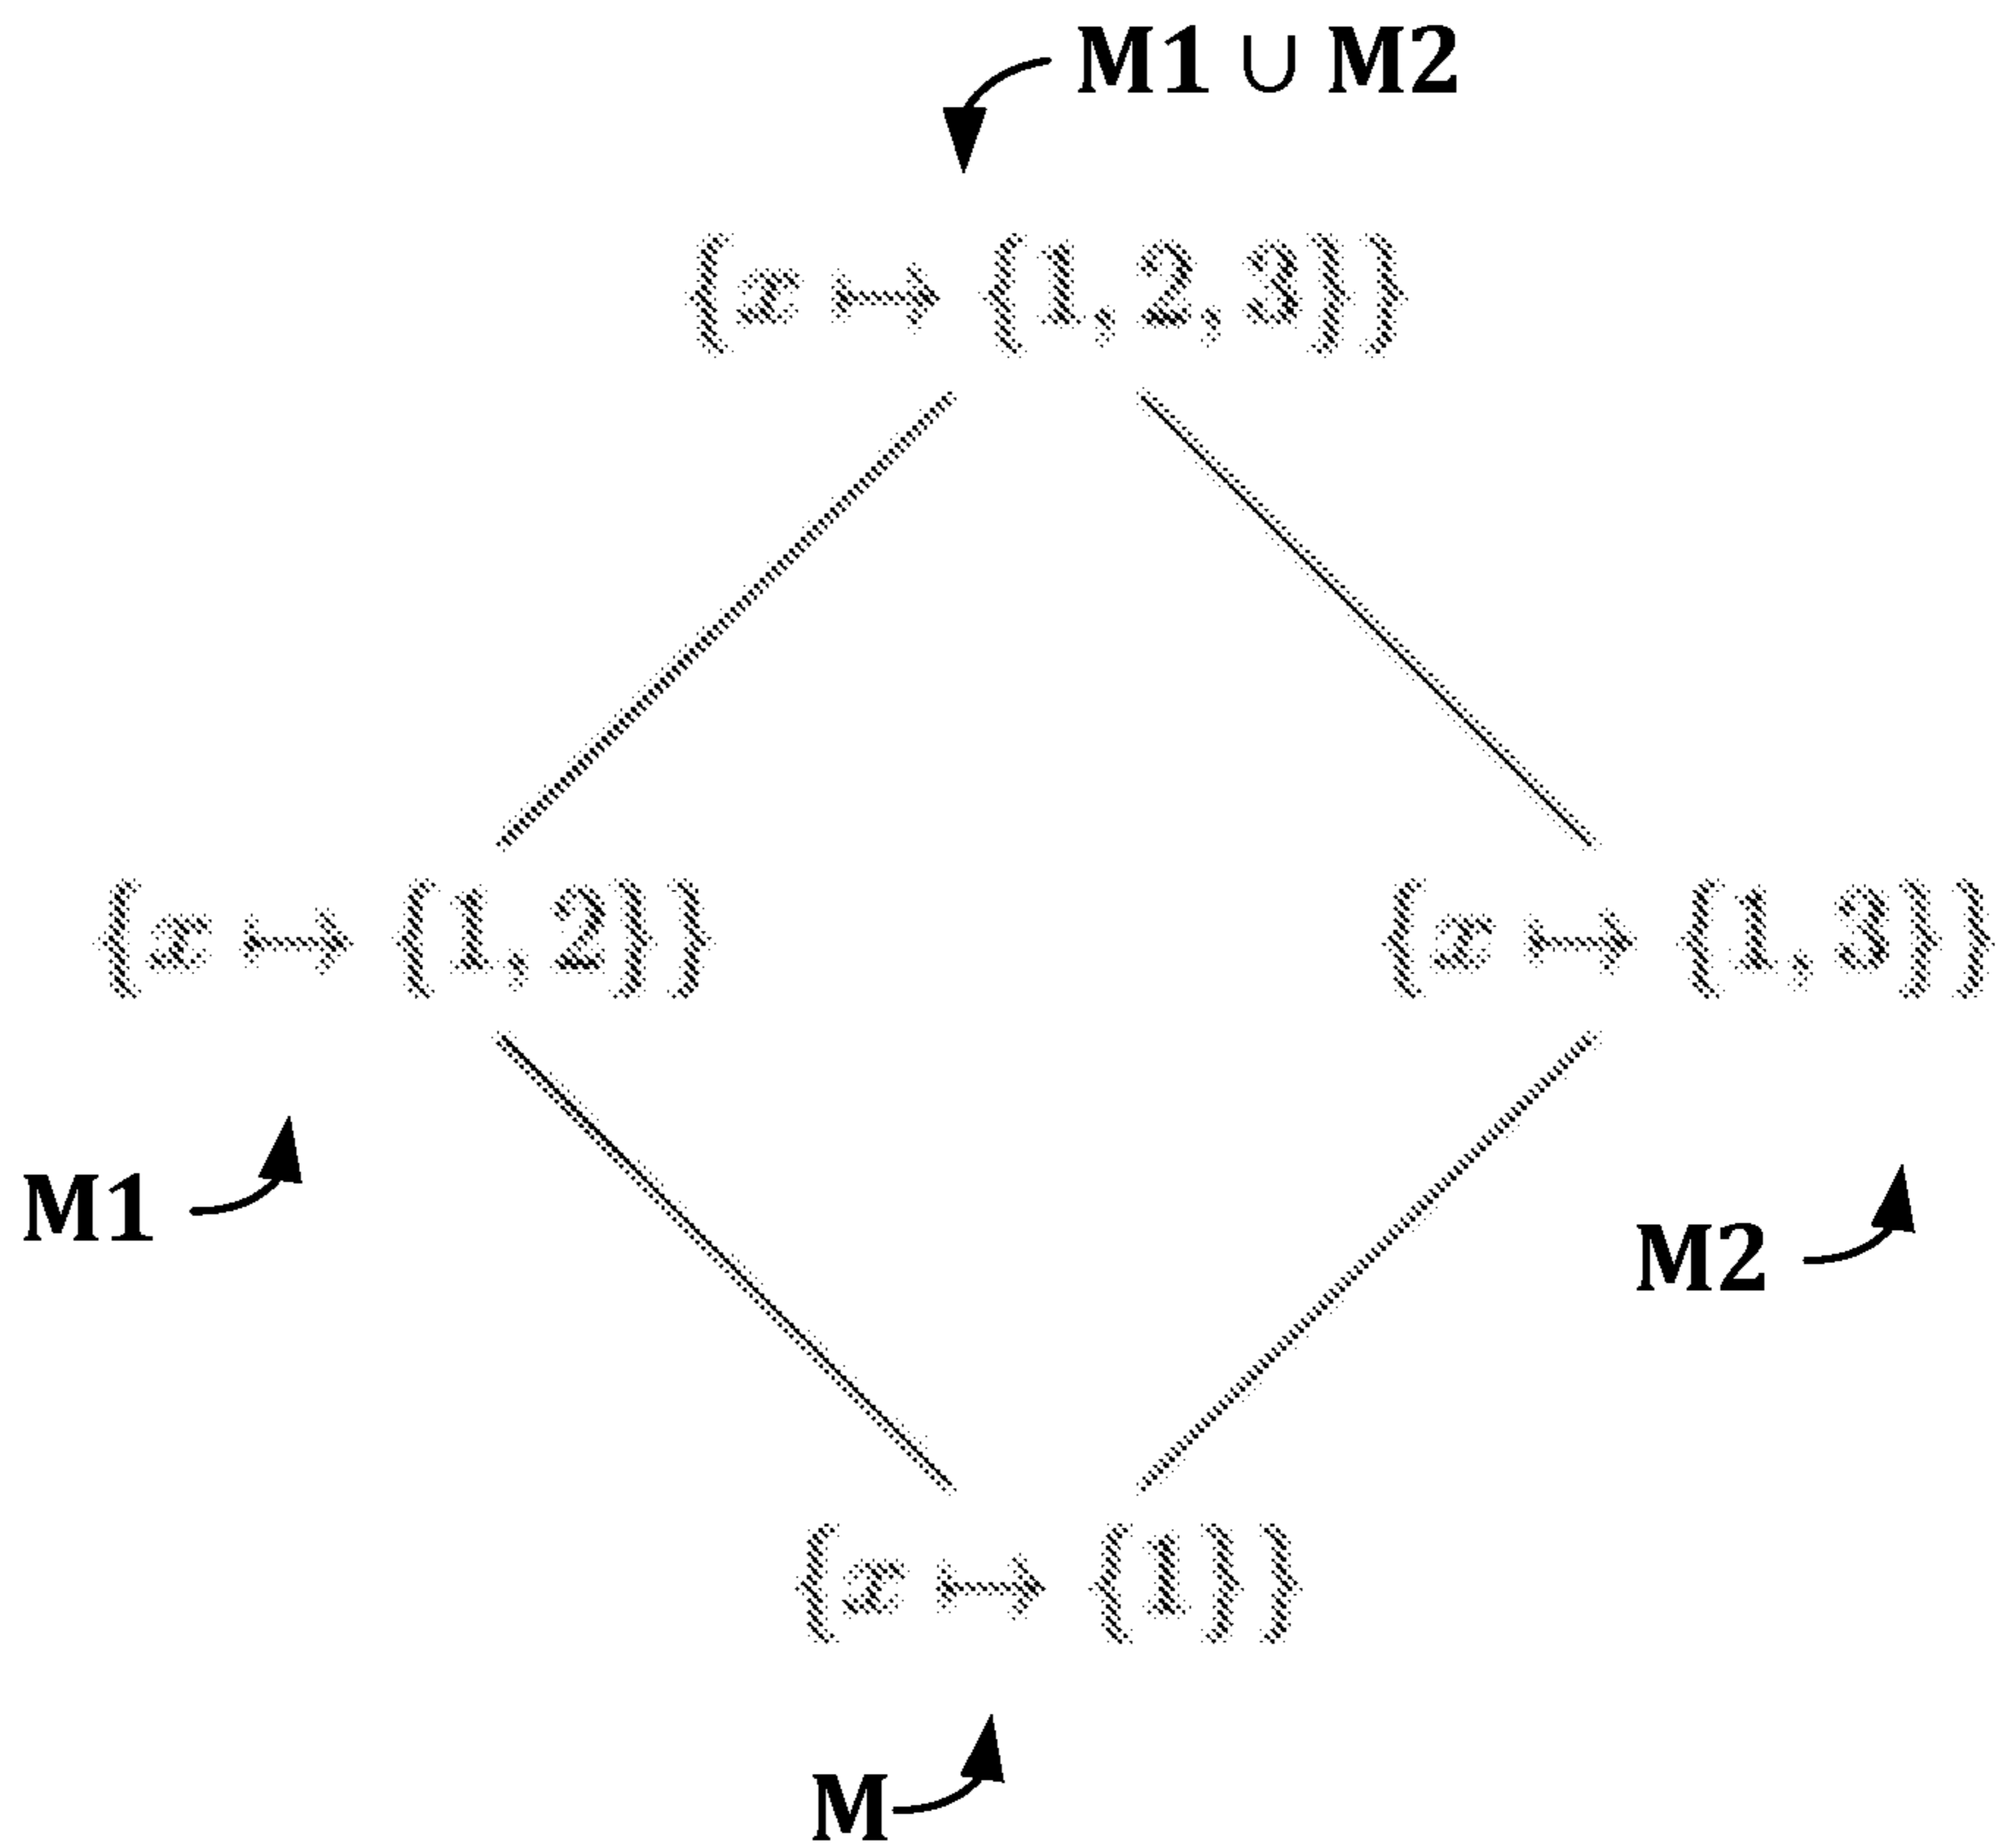 M1 ∪ M2
{x ↦ {1, 2, 3}}
{x ↦ {1, 2}}
{x ↦ {1, 3}}
M1
M2
{x ↦ {1}}
M